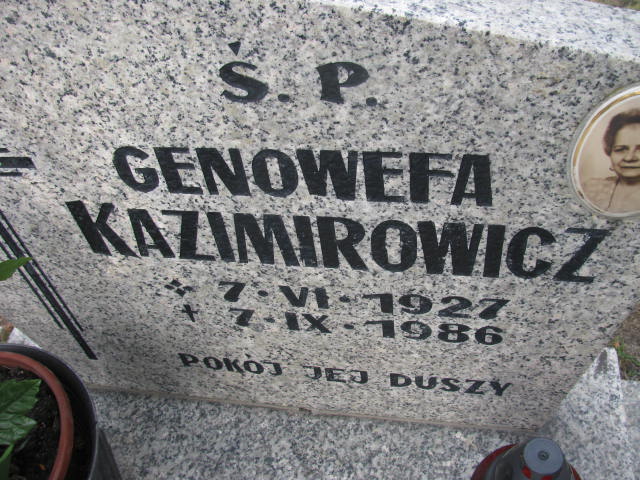 Ś. P.
GENOWEFA
KAZIMIROWICZ
* 7·VI·1927
✝ 7·IX·1986
POKÓJ JEJ DUSZY